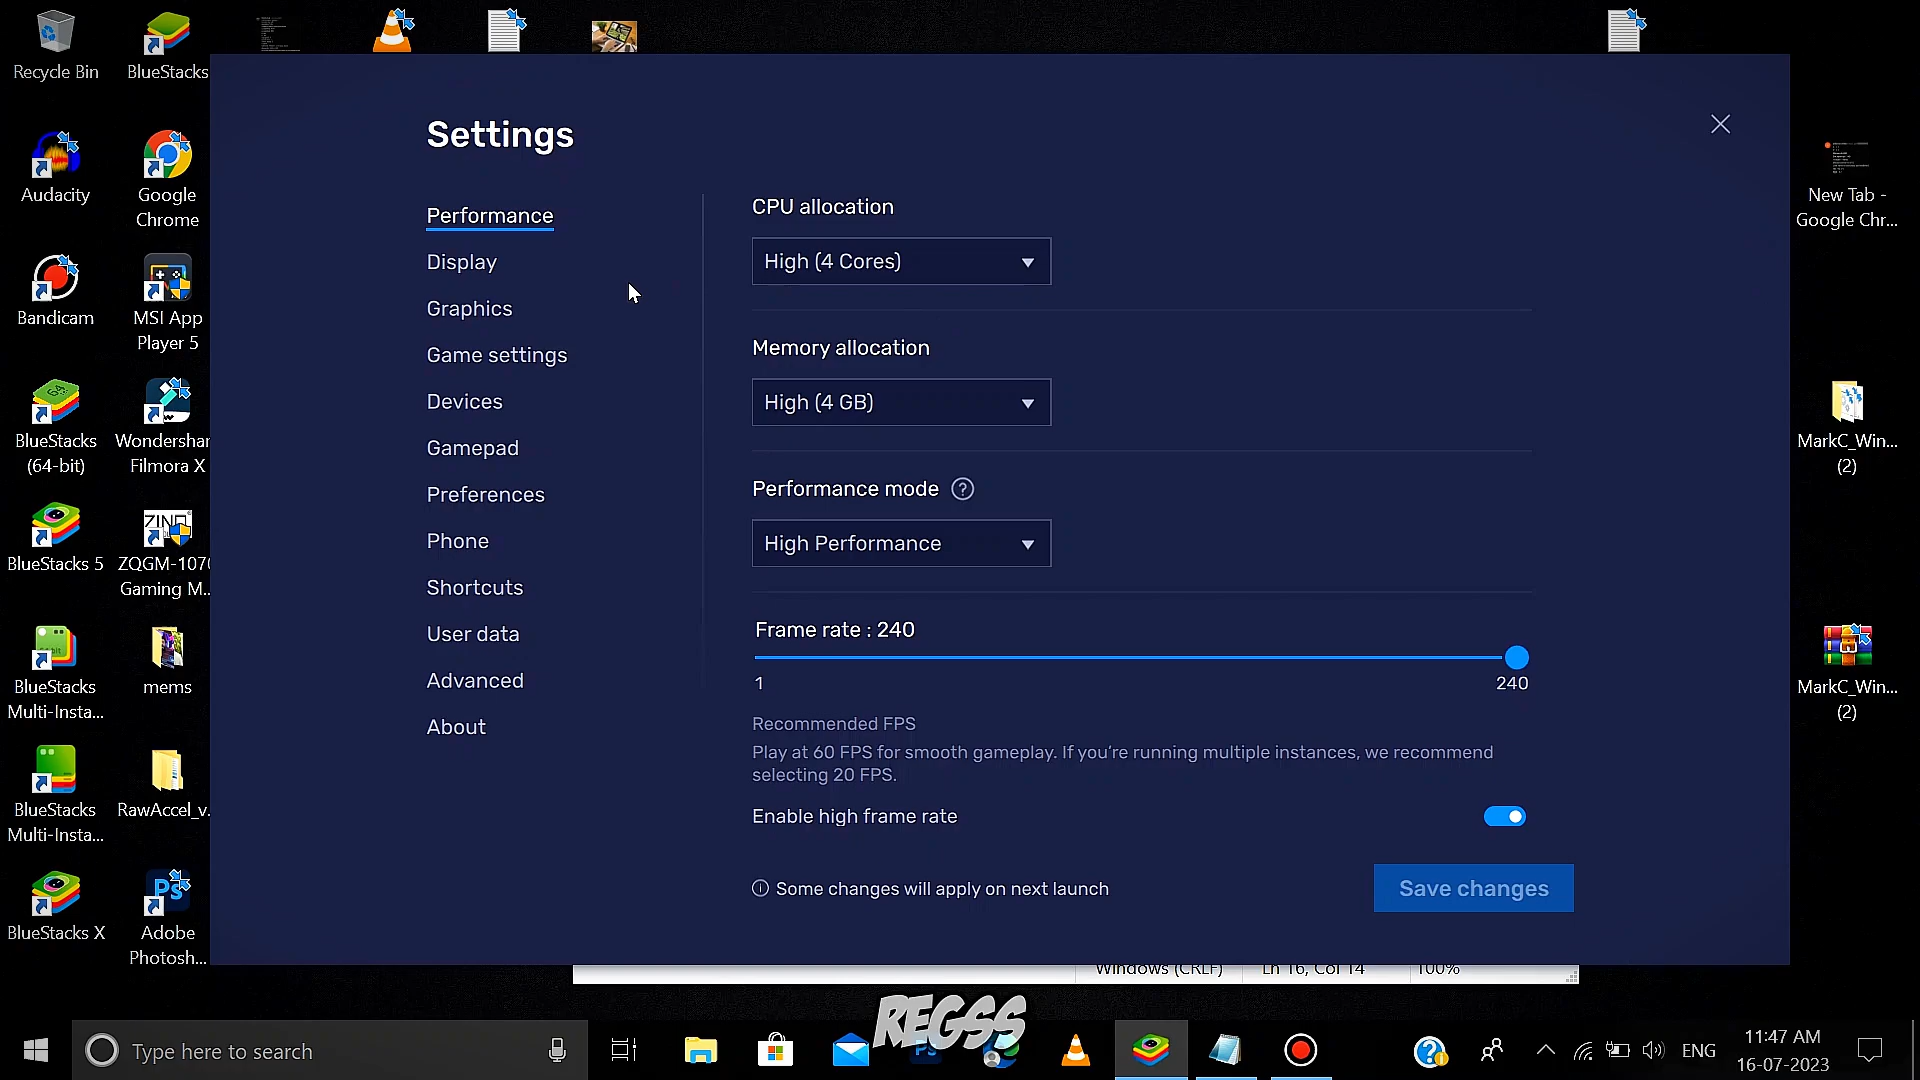 Recycle Bin
BlueStacks
Audacity
Google
Chrome
Bandicam
MSI App
Player 5
BlueStacks
(64-bit)
Wondershar
Filmora X
BlueStacks 5
ZQGM-1070
Gaming M...
BlueStacks
Multi-Insta...
mems
BlueStacks
Multi-Insta...
RawAccel_v.
BlueStacks X
Adobe
Photosh...
Settings
Performance
Display
Graphics
Game settings
Devices
Gamepad
Preferences
Phone
Shortcuts
User data
Advanced
About
CPU allocation
High (4 Cores)
Memory allocation
High (4 GB)
Performance mode ?
High Performance
Frame rate : 240
1
240
Recommended FPS
Play at 60 FPS for smooth gameplay. If you're running multiple instances, we recommend
selecting 20 FPS.
Enable high frame rate
Some changes will apply on next launch
Save changes
New Tab -
Google Chr...
MarkC_Win...
(2)
MarkC_Win...
(2)
Windows (CRLF)
Ln 16, Col 14
100%
REGSS
Type here to search
Ps
ENG
11:47 AM
16-07-2023